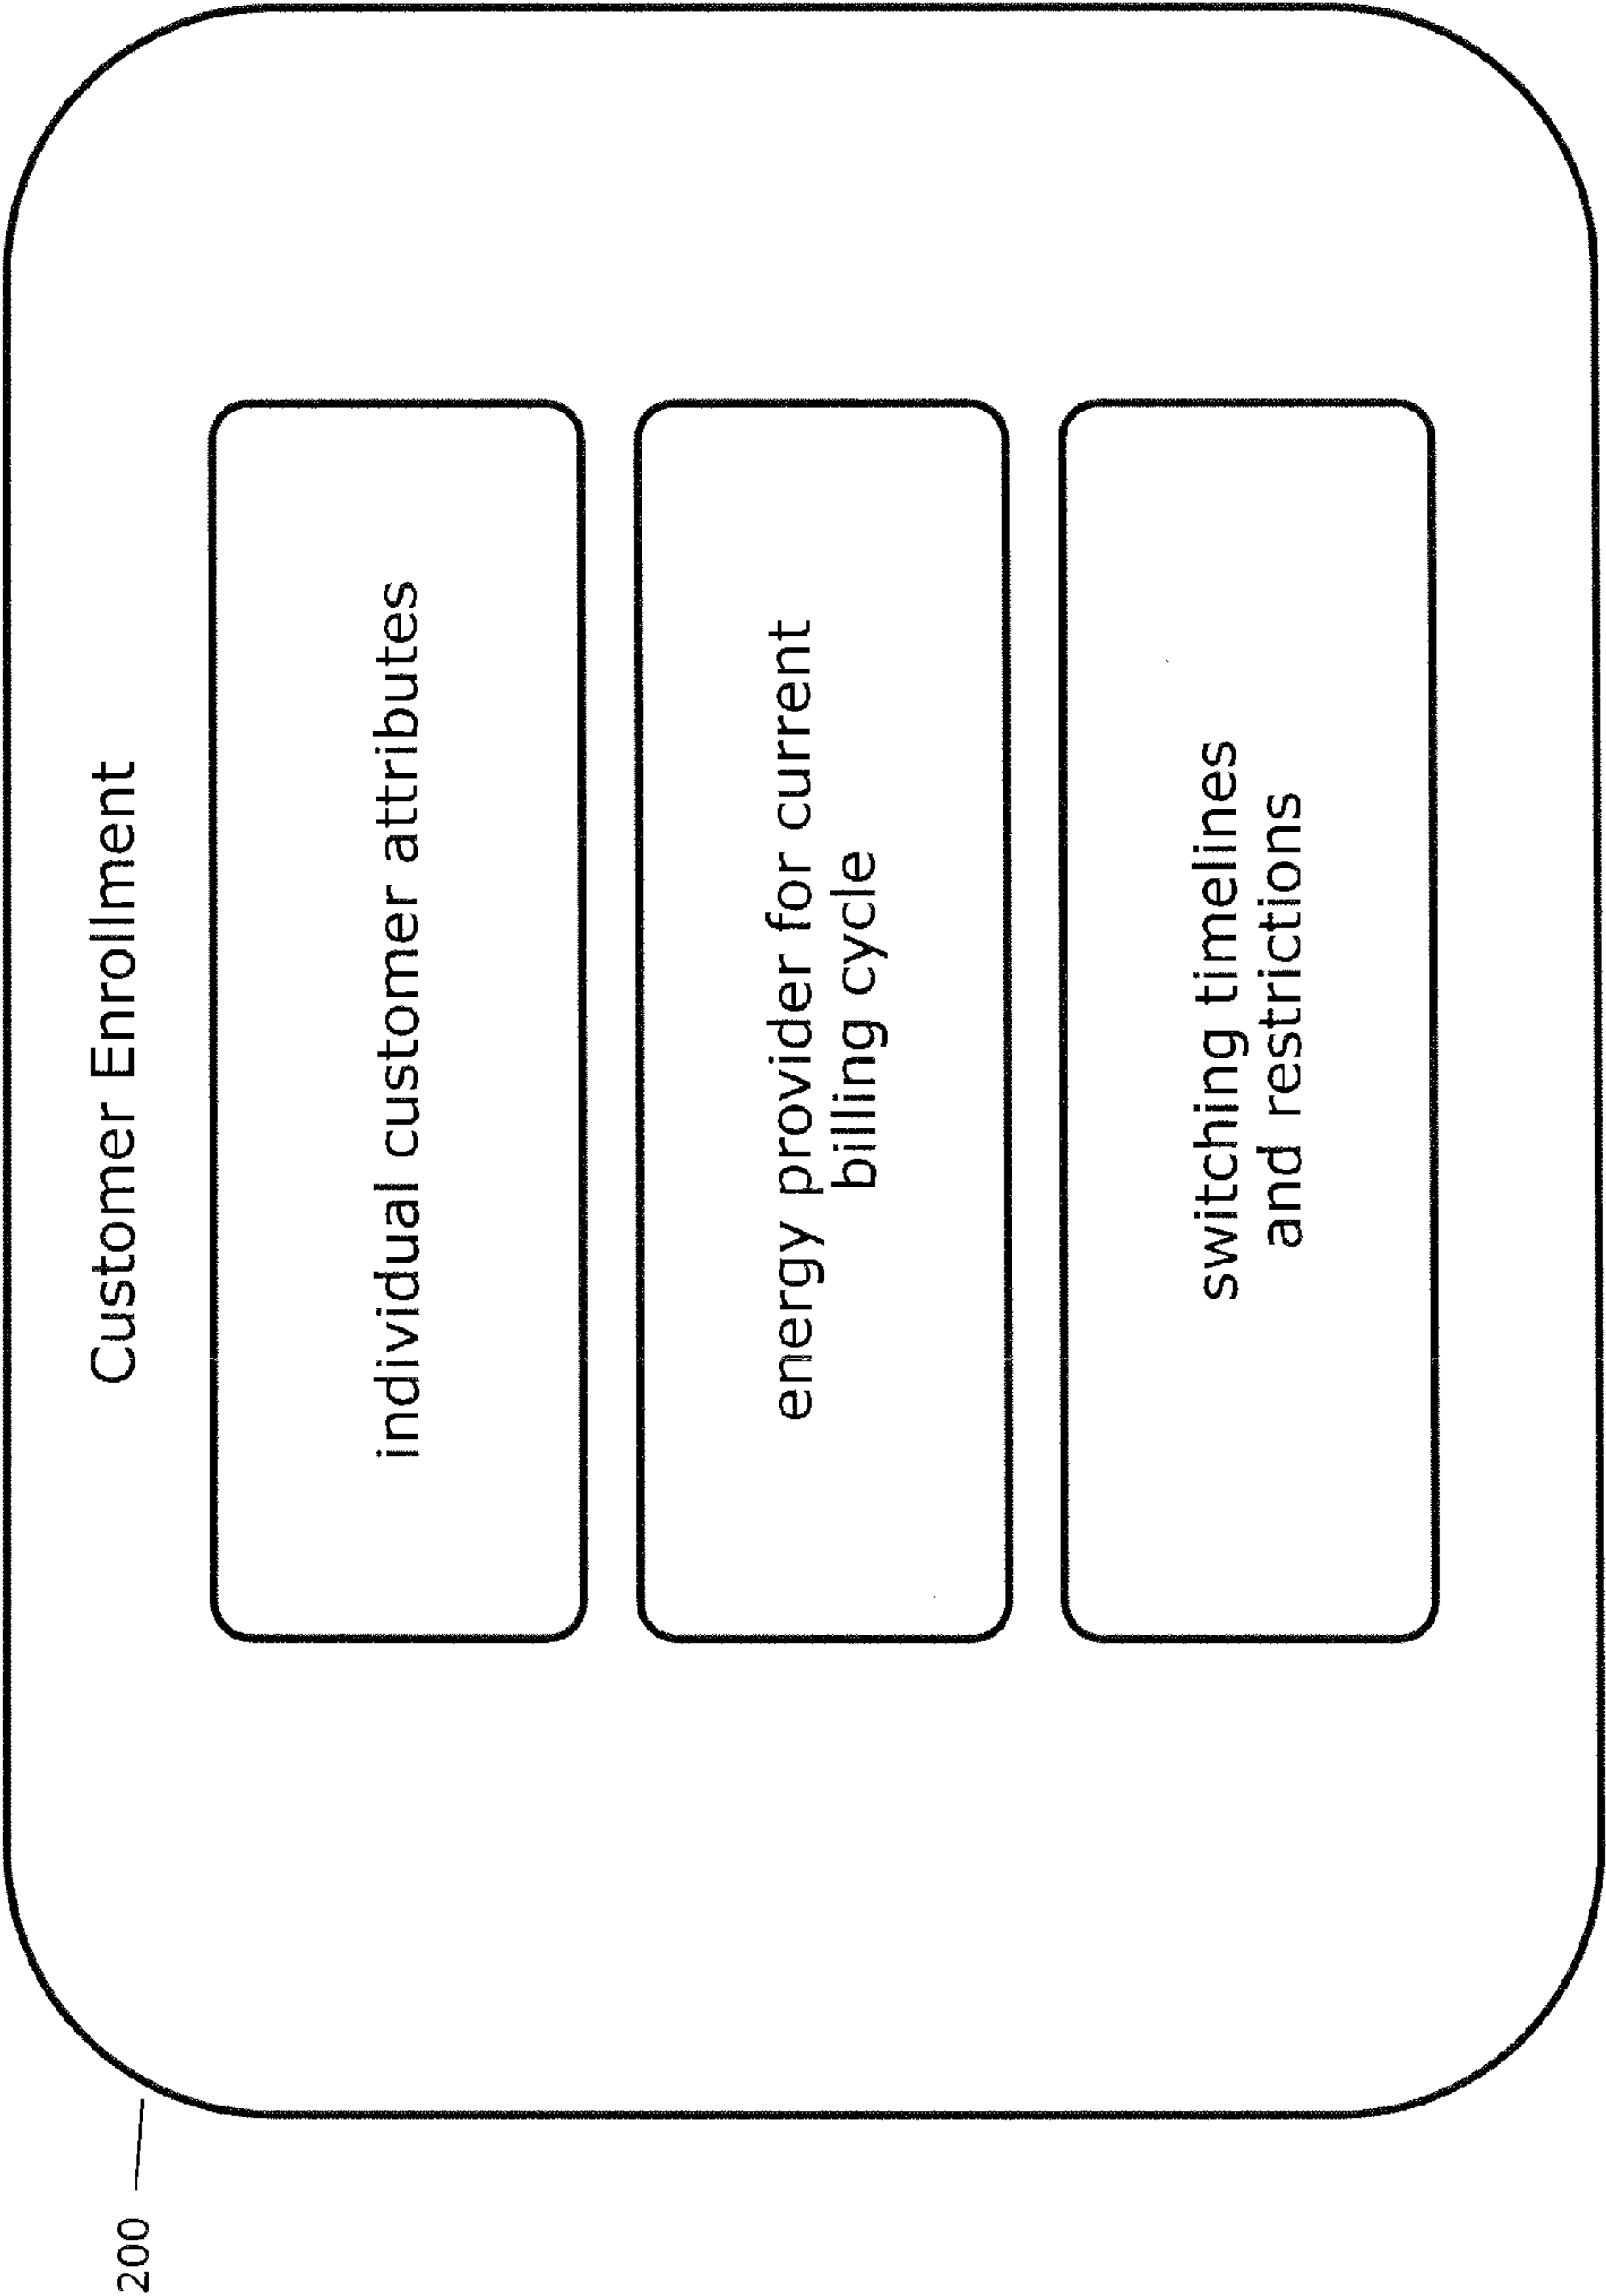 Customer Enrollment
individual customer attributes
energy provider for current
billing cycle
switching timelines
and restrictions
200